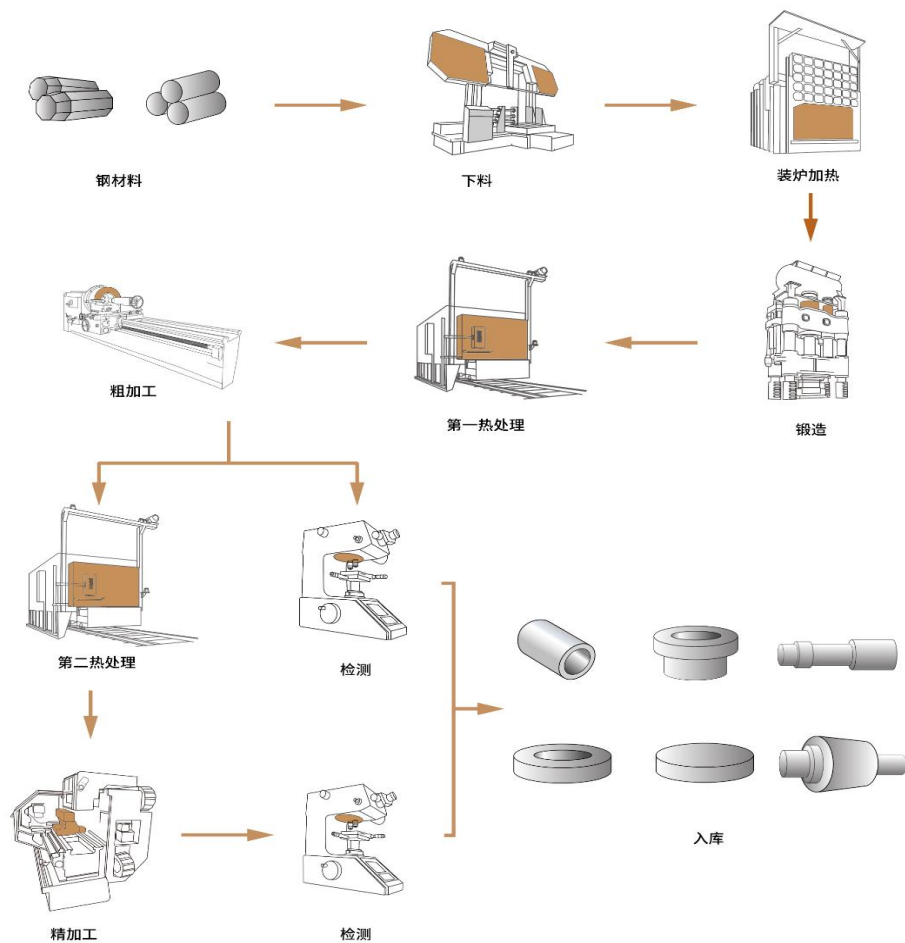 钢材料
下料
装炉加热
粗加工
第一热处理
锻造
第二热处理
检测
精加工
检测
入库